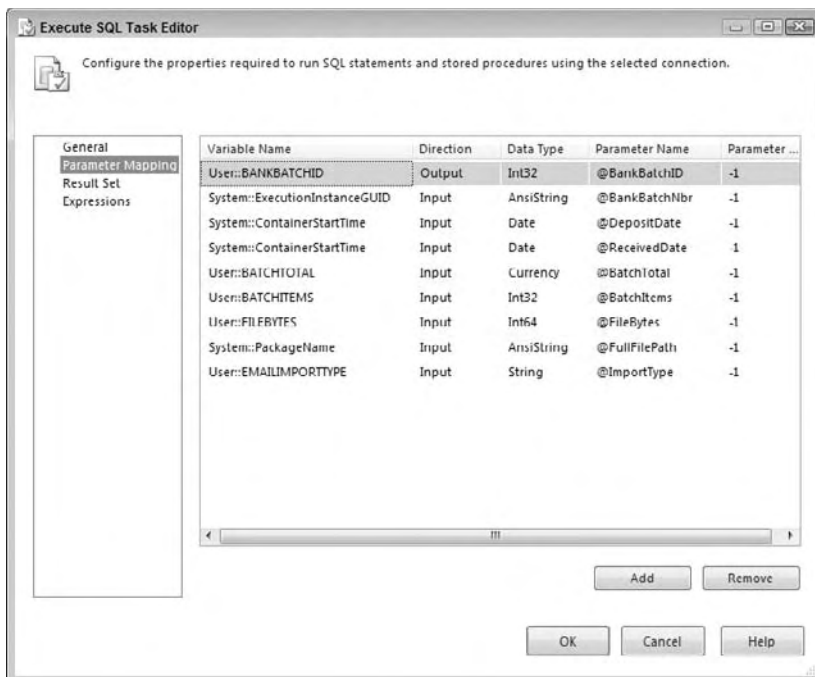 Execute SQL Task Editor
Configure the properties required to run SQL statements and stored procedures using the selected connection.
General
Parameter Mapping
Result Set
Expressions
Variable Name Direction Data Type Parameter Name Parameter ...
User::BANKBATCHID Output Int32 @BankBatchID -1
System::ExecutionInstanceGUID Input AnsiString @BankBatchNbr -1
System::ContainerStartTime Input Date @DepositDate -1
System::ContainerStartTime Input Date @ReceivedDate 1
User::BATCHTOTAL Input Currency @BatchTotal -1
User::BATCHITEMS Input Int32 @BatchItems -1
User::FILEBYTES Input Int64 @FileBytes -1
System::PackageName Input AnsiString @FullFilePath -1
User::EMAILIMPORTTYPE Input String @ImportType -1
Add Remove
OK Cancel Help